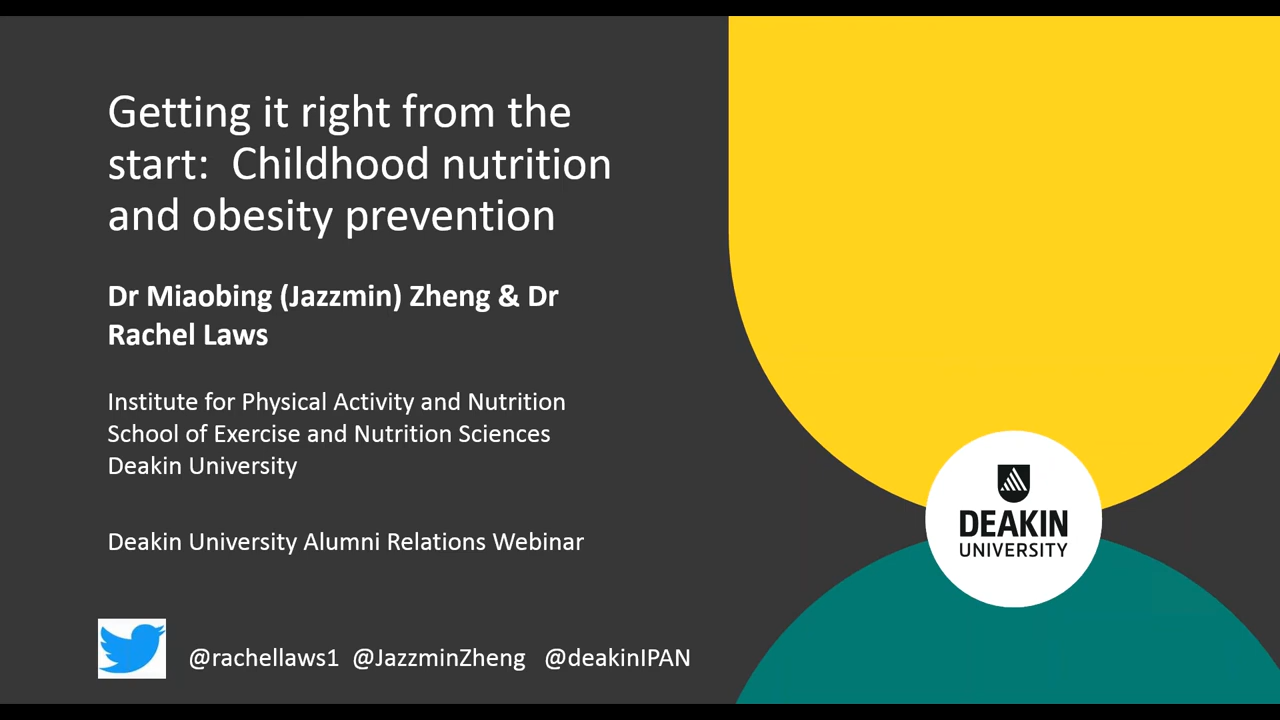 Getting it right from the
start:  Childhood nutrition
and obesity prevention
Dr Miaobing (Jazzmin) Zheng & Dr
Rachel Laws
Institute for Physical Activity and Nutrition
School of Exercise and Nutrition Sciences
Deakin University
Deakin University Alumni Relations Webinar
@rachellaws1 @JazzminZheng @deakinIPAN
DEAKIN
UNIVERSITY